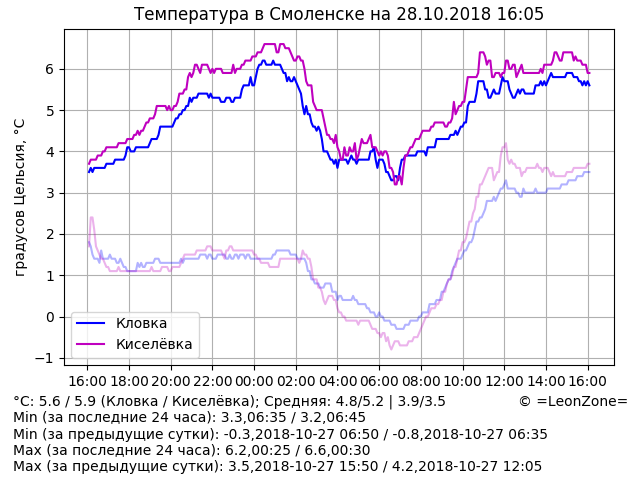 Температура в Смоленске на 28.10.2018 16:05
градусов Цельсия, °C
6
5
4
3
2
1
0
−1
Кловка
Киселёвка
16:00 18:00 20:00 22:00 00:00 02:00 04:00 06:00 08:00 10:00 12:00 14:00 16:00
°C: 5.6 / 5.9 (Кловка / Киселёвка); Средняя: 4.8/5.2 | 3.9/3.5 © =LeonZone=
Min (за последние 24 часа): 3.3,06:35 / 3.2,06:45
Min (за предыдущие сутки): -0.3,2018-10-27 06:50 / -0.8,2018-10-27 06:35
Max (за последние 24 часа): 6.2,00:25 / 6.6,00:30
Max (за предыдущие сутки): 3.5,2018-10-27 15:50 / 4.2,2018-10-27 12:05